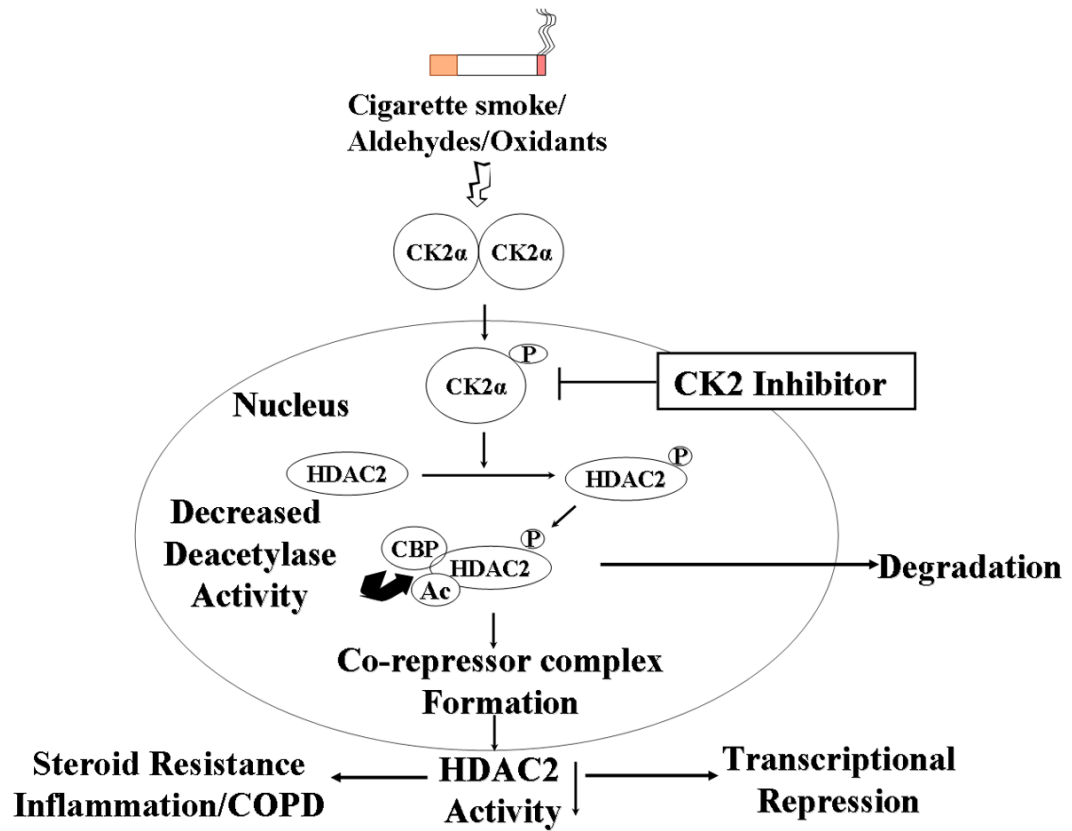 Cigarette smoke/
Aldehydes/Oxidants
CK2α CK2α
P
CK2α
CK2 Inhibitor
Nucleus
P
HDAC2
HDAC2
Decreased
Deacetylase
Activity
P
CBP
HDAC2
Ac
Degradation
Co-repressor complex
Formation
Steroid Resistance
Inflammation/COPD
HDAC2
Activity
Transcriptional
Repression